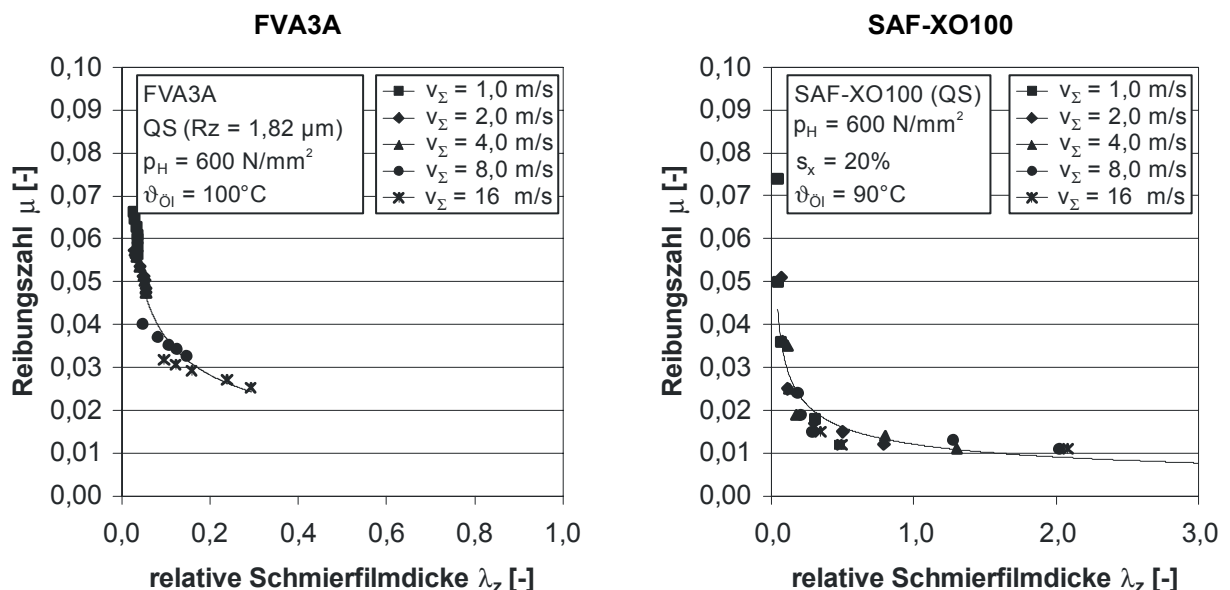 FVA3A
Reibungszahl μ [-]
0,10
0,09
0,08
0,07
0,06
0,05
0,04
0,03
0,02
0,01
0,00
FVA3A
QS (Rz = 1,82 μm)
p_H = 600 N/mm²
ϑ_Öl = 100°C
v_Σ = 1,0 m/s
v_Σ = 2,0 m/s
v_Σ = 4,0 m/s
v_Σ = 8,0 m/s
v_Σ = 16 m/s
0,0 0,2 0,4 0,6 0,8 1,0
relative Schmierfilmdicke λ_z [-]
SAF-XO100
Reibungszahl μ [-]
0,10
0,09
0,08
0,07
0,06
0,05
0,04
0,03
0,02
0,01
0,00
SAF-XO100 (QS)
p_H = 600 N/mm²
s_x = 20%
ϑ_Öl = 90°C
v_Σ = 1,0 m/s
v_Σ = 2,0 m/s
v_Σ = 4,0 m/s
v_Σ = 8,0 m/s
v_Σ = 16 m/s
0,0 1,0 2,0 3,0
relative Schmierfilmdicke λ_z [-]